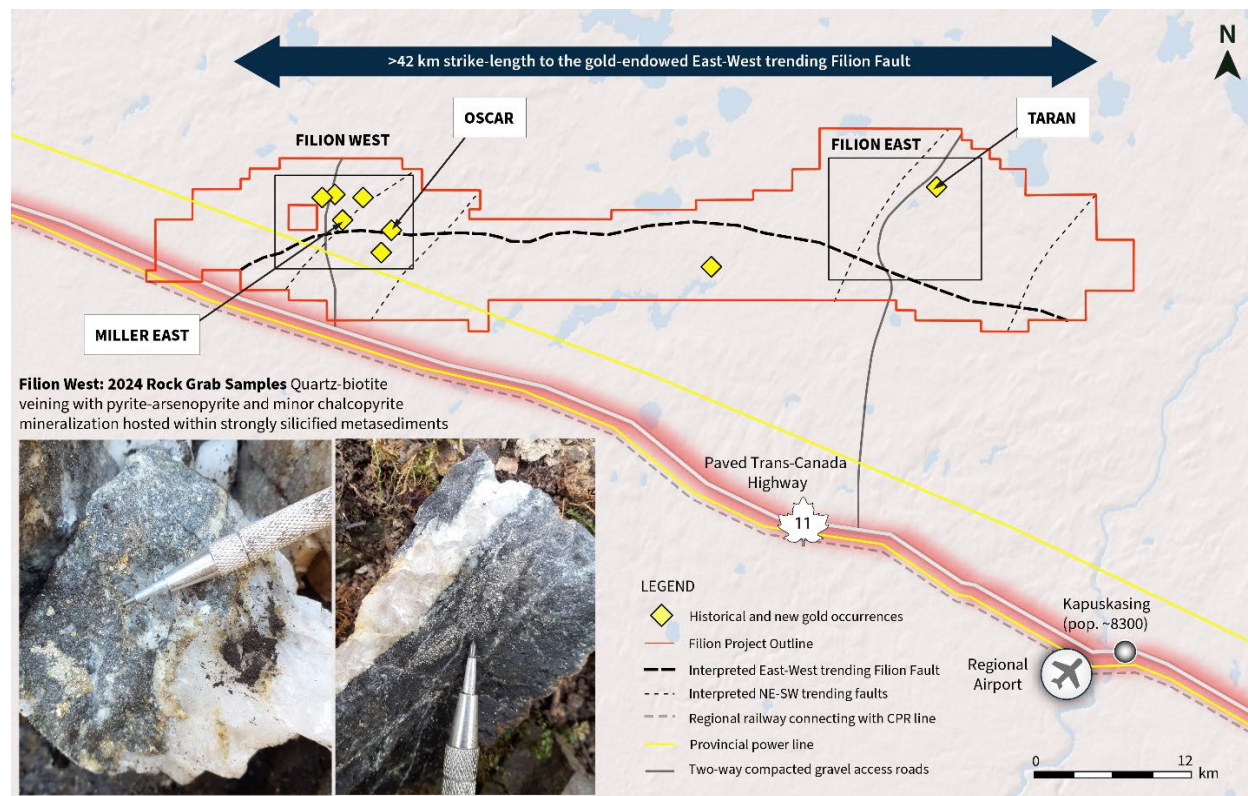 >42 km strike-length to the gold-endowed East-West trending Filion Fault
N
OSCAR
TARAN
FILION WEST
FILION EAST
MILLER EAST
Filion West: 2024 Rock Grab Samples Quartz-biotite
veining with pyrite-arsenopyrite and minor chalcopyrite
mineralization hosted within strongly silicified metasediments
Paved Trans-Canada
Highway
11
Kapuskasing
(pop. ~8300)
Regional
Airport
LEGEND
Historical and new gold occurrences
Filion Project Outline
Interpreted East-West trending Filion Fault
Interpreted NE-SW trending faults
Regional railway connecting with CPR line
Provincial power line
Two-way compacted gravel access roads
0 12
km